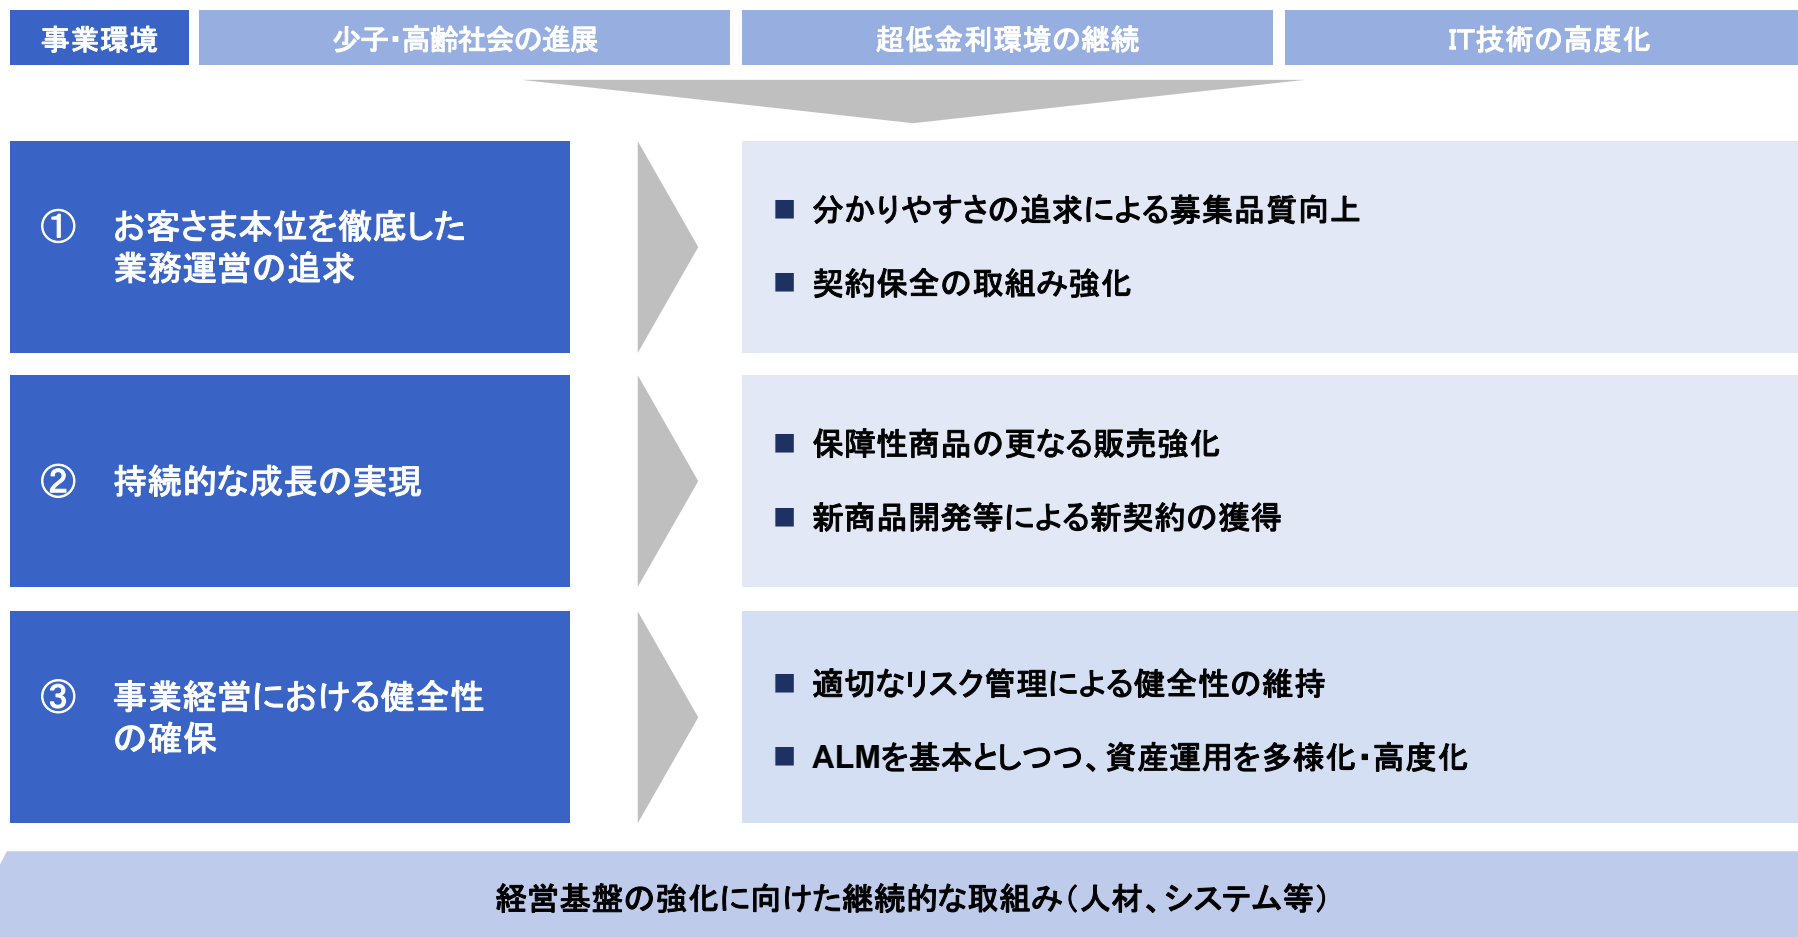 事業環境
少子・高齢社会の進展
超低金利環境の継続
IT技術の高度化
① お客さま本位を徹底した
業務運営の追求
■ 分かりやすさの追求による募集品質向上
■ 契約保全の取組み強化
② 持続的な成長の実現
■ 保障性商品の更なる販売強化
■ 新商品開発等による新契約の獲得
③ 事業経営における健全性
の確保
■ 適切なリスク管理による健全性の維持
■ ALMを基本としつつ、資産運用を多様化・高度化
経営基盤の強化に向けた継続的な取組み（人材、システム等）